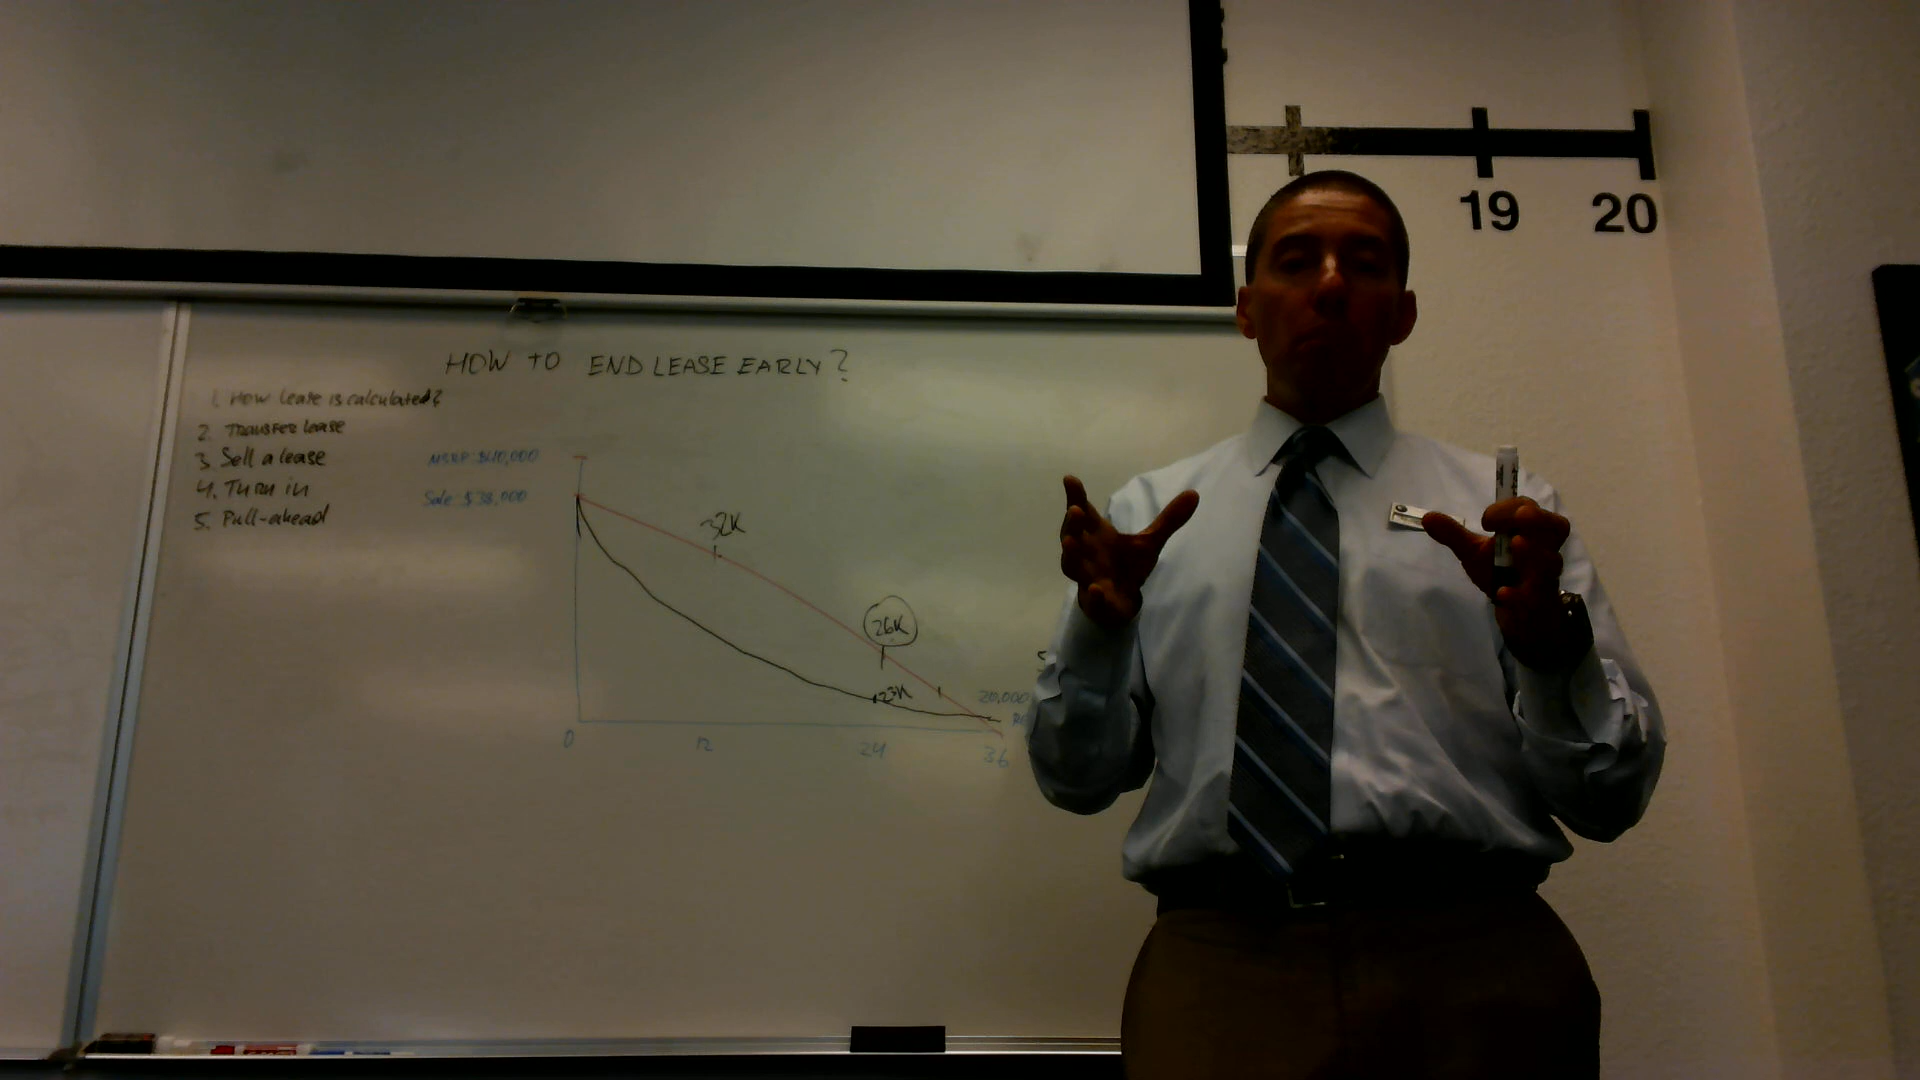 19 20
HOW TO END LEASE EARLY?
1. How lease is calculated?
2. Transfer lease
3. Sell a lease
4. Turn in
5. Pull-ahead
MSRP $40,000
Sale: $38,000
32K
26K
23K
20,000
0 12 24 36